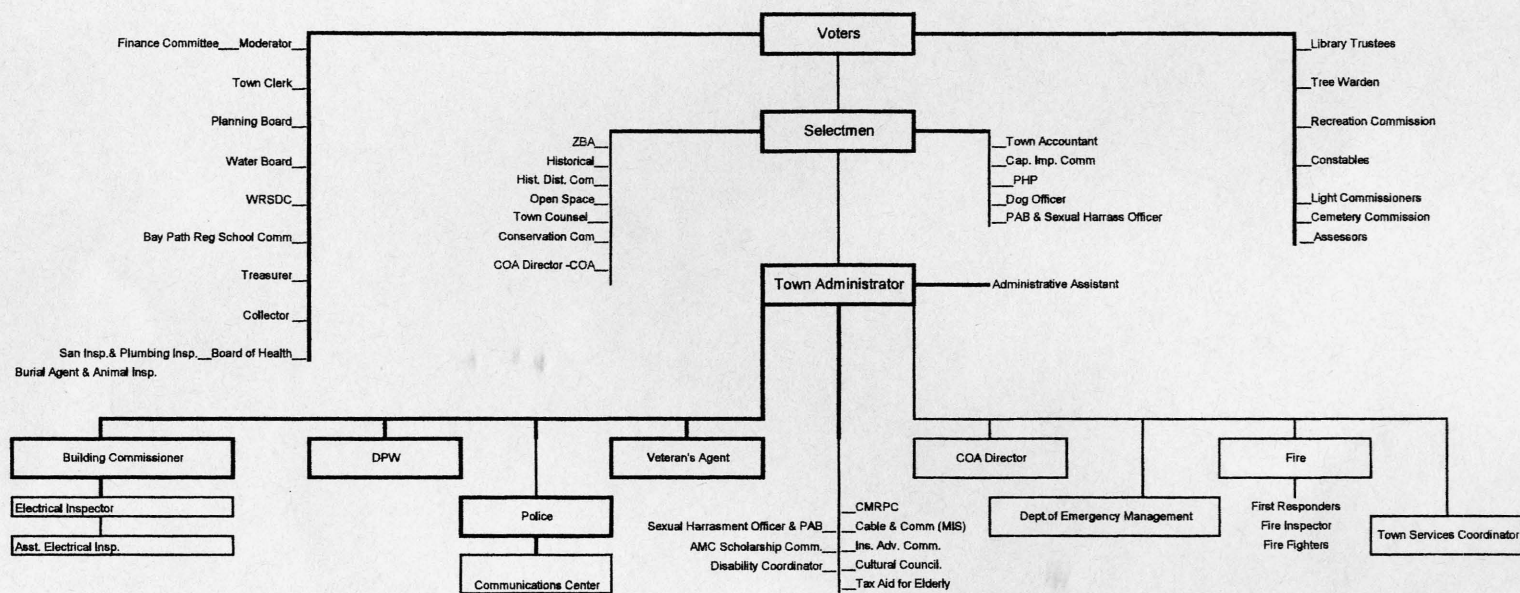 Voters
Finance Committee___Moderator
Town Clerk
Planning Board
Water Board
WRSDC
Bay Path Reg School Comm
Treasurer
Collector
San Insp.& Plumbing Insp.__Board of Health
Burial Agent & Animal Insp.
Library Trustees
Tree Warden
Recreation Commission
Constables
Light Commissioners
Cemetery Commission
Assessors
Selectmen
ZBA
Historical
Hist. Dist. Com
Open Space
Town Counsel
Conservation Com
COA Director -COA
Town Accountant
Cap. Imp. Comm
PHP
Dog Officer
PAB & Sexual Harrass Officer
Town Administrator
Administrative Assistant
Building Commissioner
Electrical Inspector
Asst. Electrical Insp.
DPW
Police
Communications Center
Veteran's Agent
Sexual Harrasment Officer & PAB
AMC Scholarship Comm.
Disability Coordinator
CMRPC
Cable & Comm (MIS)
Ins. Adv. Comm.
Cultural Council.
Tax Aid for Elderly
COA Director
Dept.of Emergency Management
Fire
First Responders
Fire Inspector
Fire Fighters
Town Services Coordinator